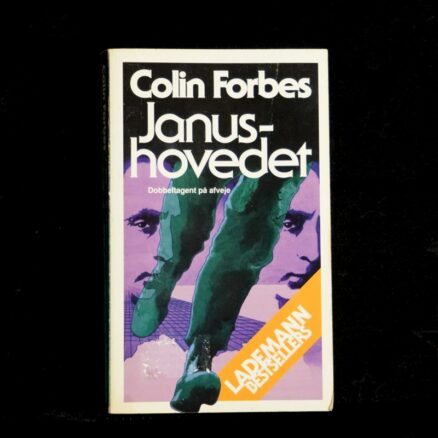 Colin Forbes
Janus-
hovedet
Dobbeltagent på afveje
LADEMANN
BESTSELLERS